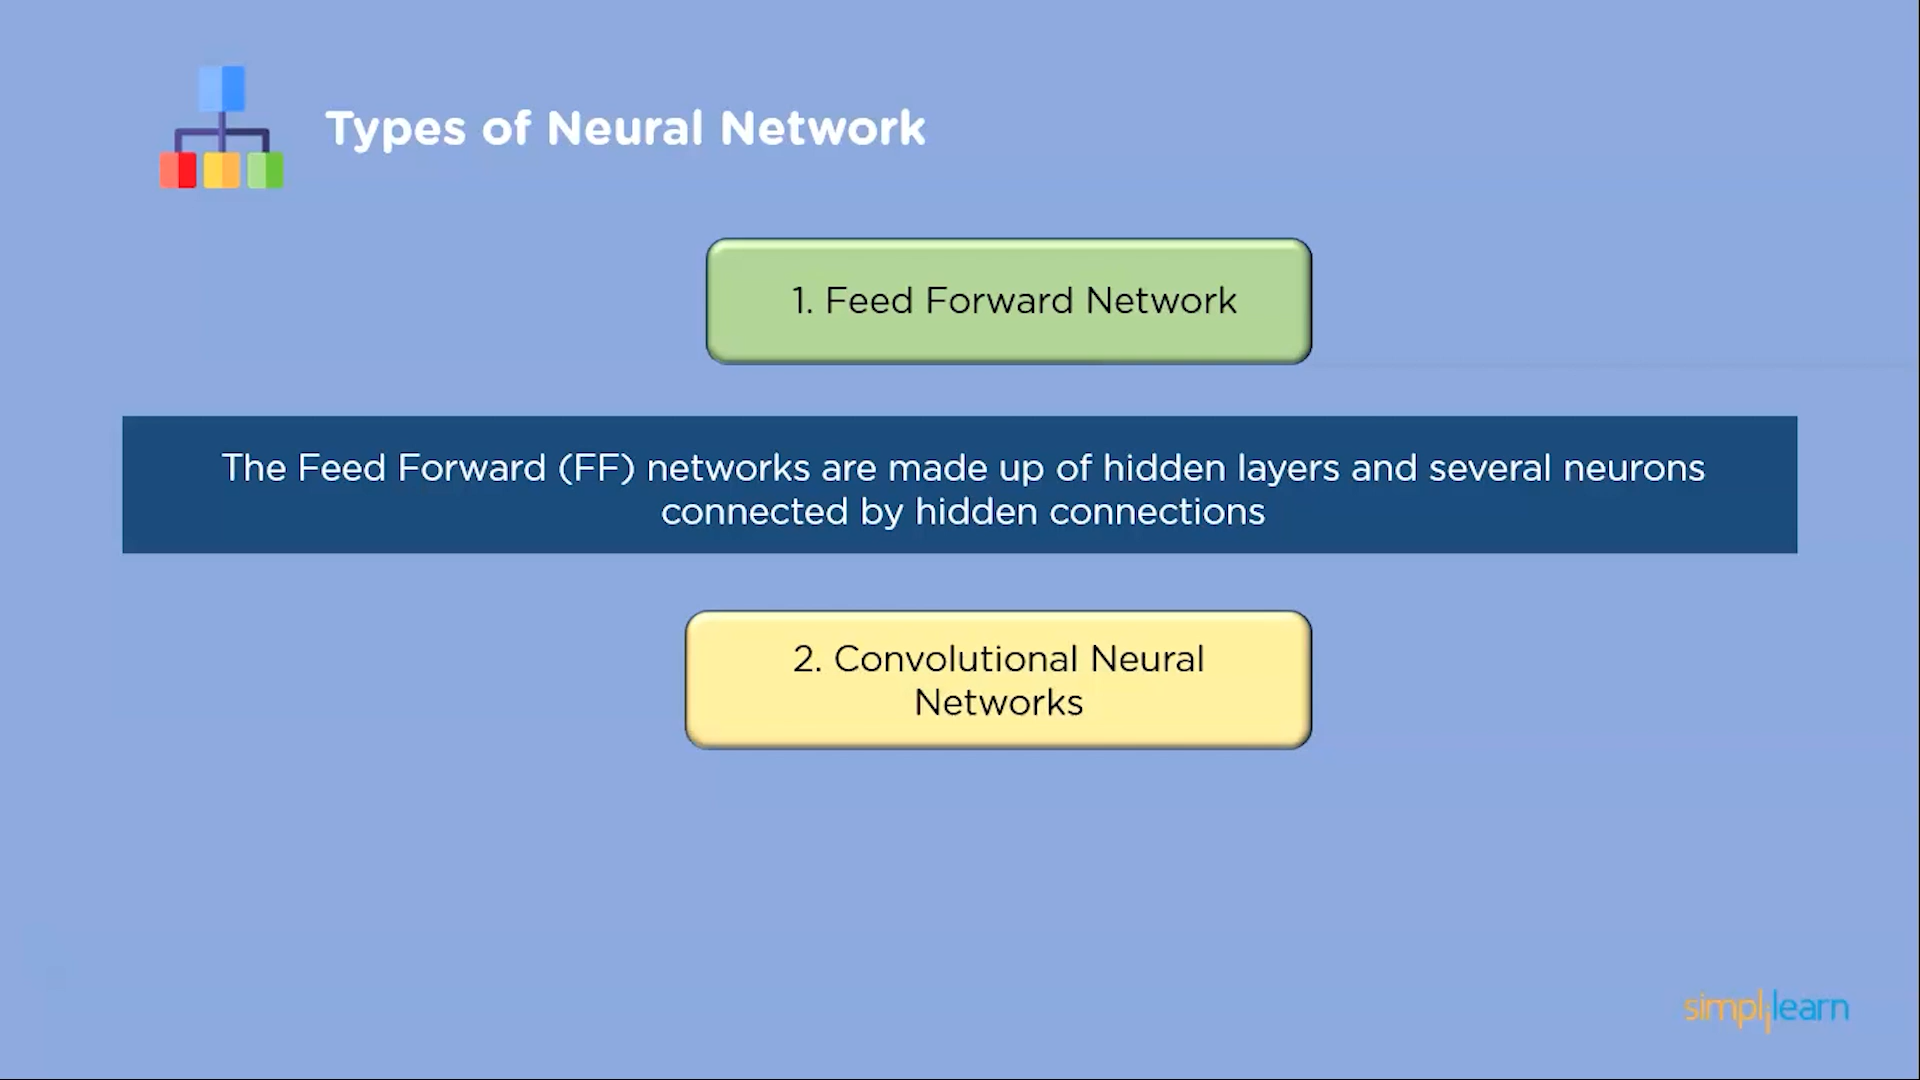 Types of Neural Network
1. Feed Forward Network
The Feed Forward (FF) networks are made up of hidden layers and several neurons
connected by hidden connections
2. Convolutional Neural
Networks
simplilearn